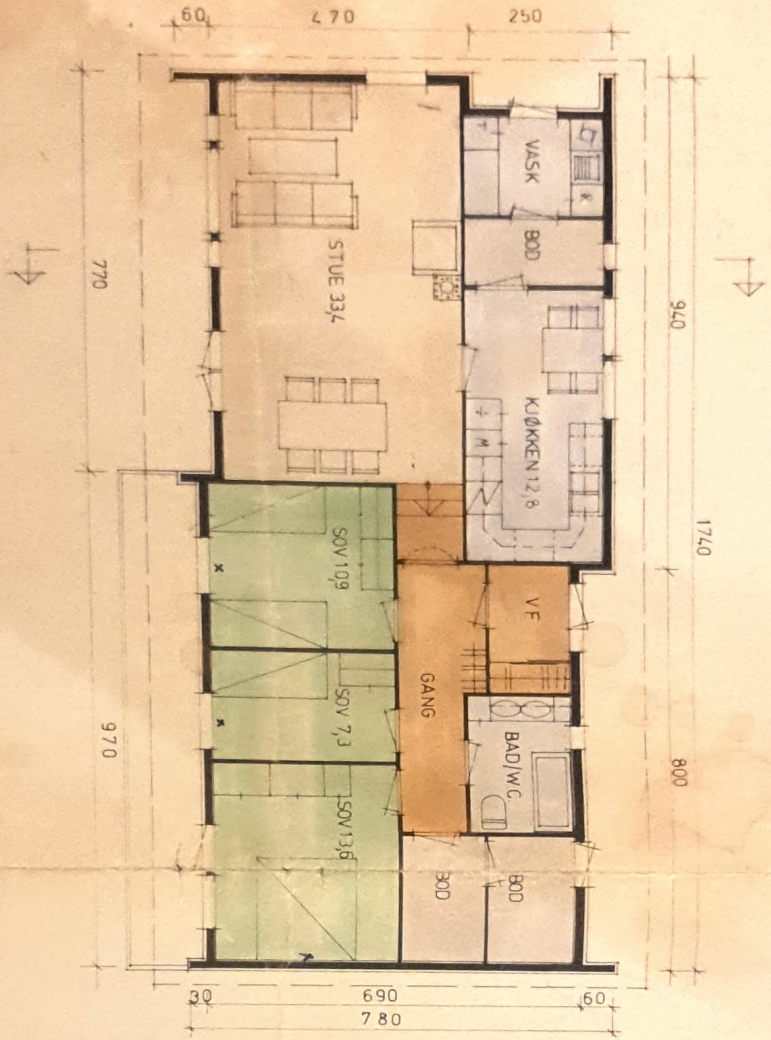 60
470
250
VASK
BOD
STUE 33,4
770
940
KJØKKEN 12,8
1740
SOV 10,9
VF
GANG
SOV 7,3
BAD/WC
970
800
SOV 13,6
BOD
BOD
30
690
60
780